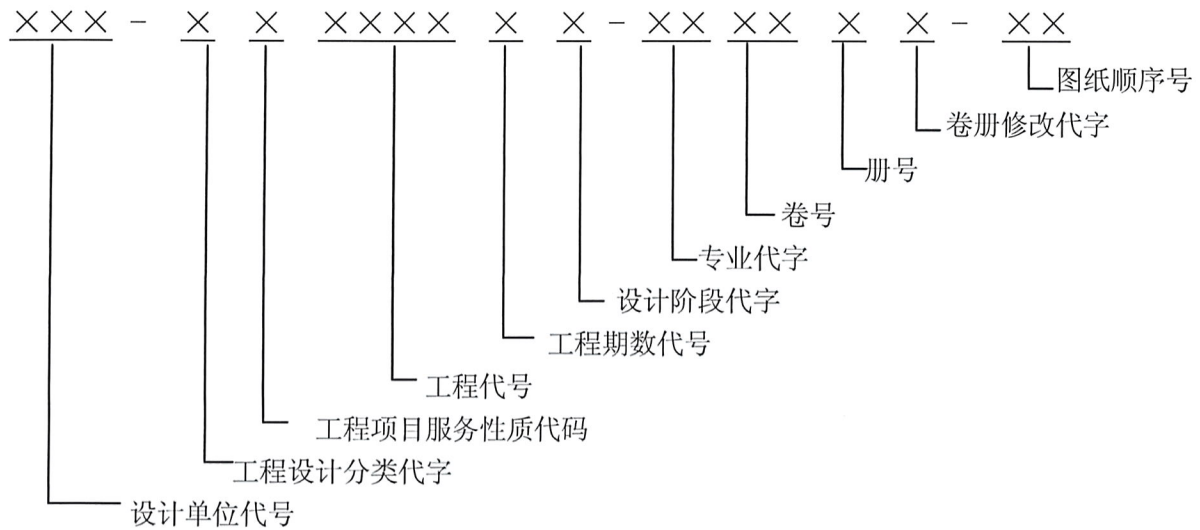 ××× - × × ×××× × × - ×× ×× × × - ××
图纸顺序号
卷册修改代字
册号
卷号
专业代字
设计阶段代字
工程期数代号
工程代号
工程项目服务性质代码
工程设计分类代字
设计单位代号